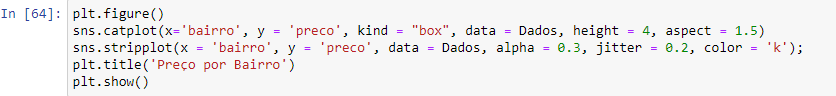 In [64]: plt.figure()
sns.catplot(x='bairro', y = 'preco', kind = "box", data = Dados, height = 4, aspect = 1.5)
sns.stripplot(x = 'bairro', y = 'preco', data = Dados, alpha = 0.3, jitter = 0.2, color = 'k');
plt.title('Preço por Bairro')
plt.show()